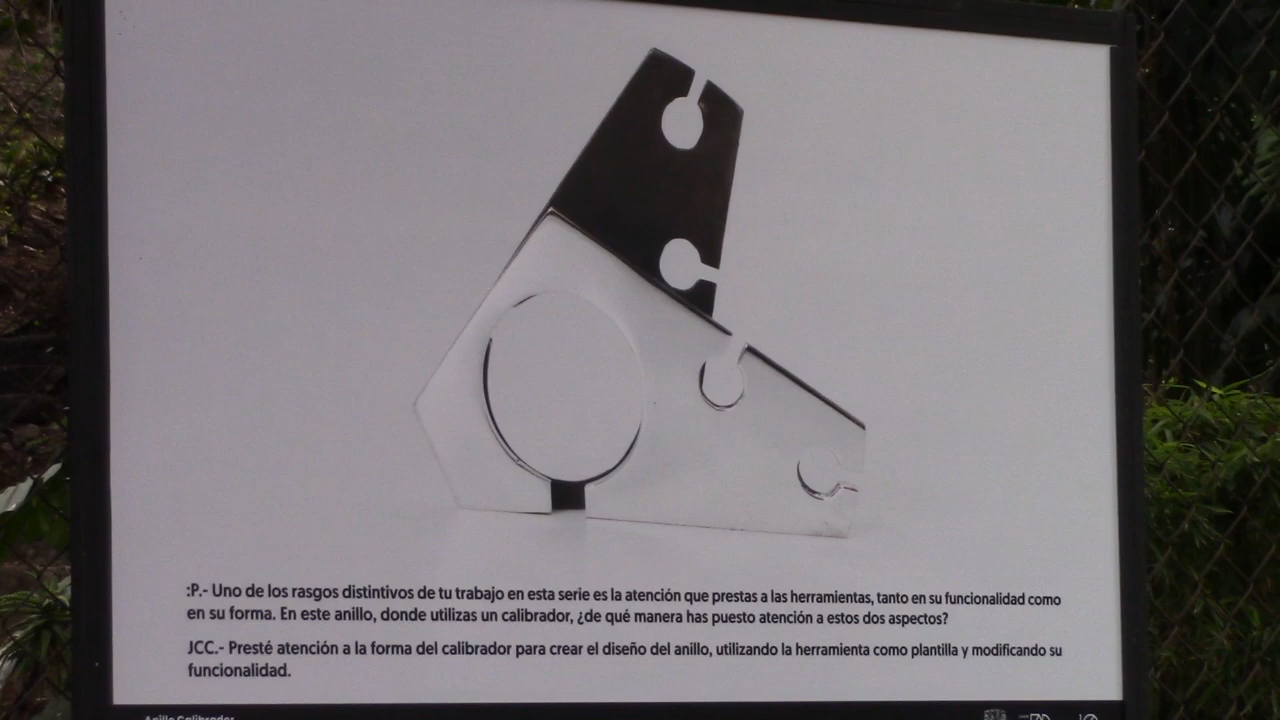 :P.- Uno de los rasgos distintivos de tu trabajo en esta serie es la atención que prestas a las herramientas, tanto en su funcionalidad como
en su forma. En este anillo, donde utilizas un calibrador, ¿de qué manera has puesto atención a estos dos aspectos?
JCC.- Presté atención a la forma del calibrador para crear el diseño del anillo, utilizando la herramienta como plantilla y modificando su
funcionalidad.
Anillo Calibrador